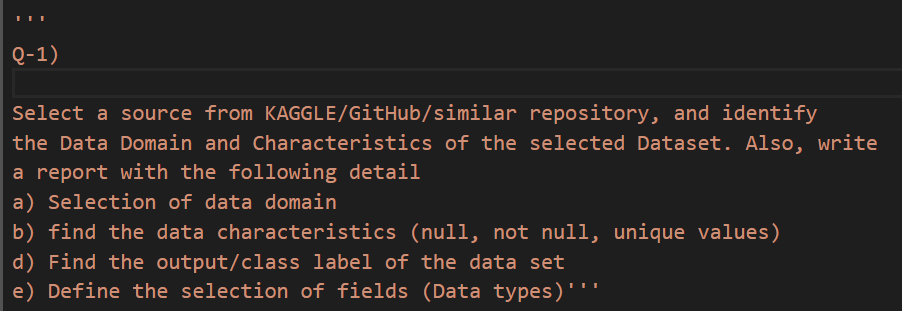 '''
Q-1)
Select a source from KAGGLE/GitHub/similar repository, and identify
the Data Domain and Characteristics of the selected Dataset. Also, write
a report with the following detail
a) Selection of data domain
b) find the data characteristics (null, not null, unique values)
d) Find the output/class label of the data set
e) Define the selection of fields (Data types)'''